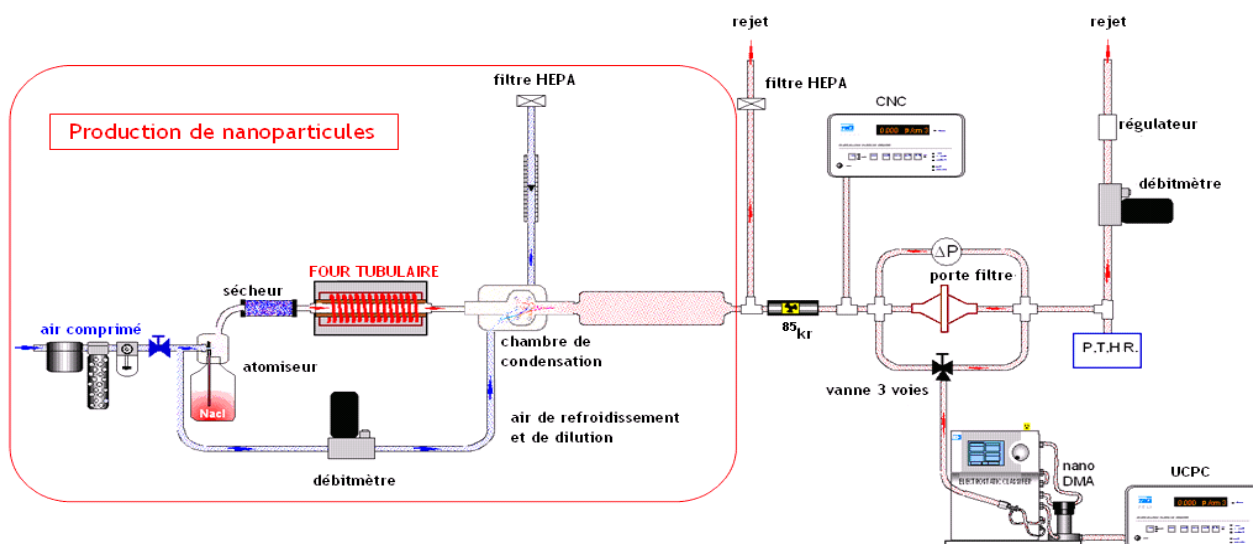 rejet
rejet
filtre HEPA
filtre HEPA
CNC
Production de nanoparticules
régulateur
débitmètre
FOUR TUBULAIRE
ΔP
porte filtre
sécheur
air comprimé
85kr
chambre de
condensation
P.T,H R.
atomiseur
vanne 3 voies
Nacl
air de refroidissement
et de dilution
débitmètre
nano
DMA
UCPC
ELECTROSTATIC CLASSIFIER